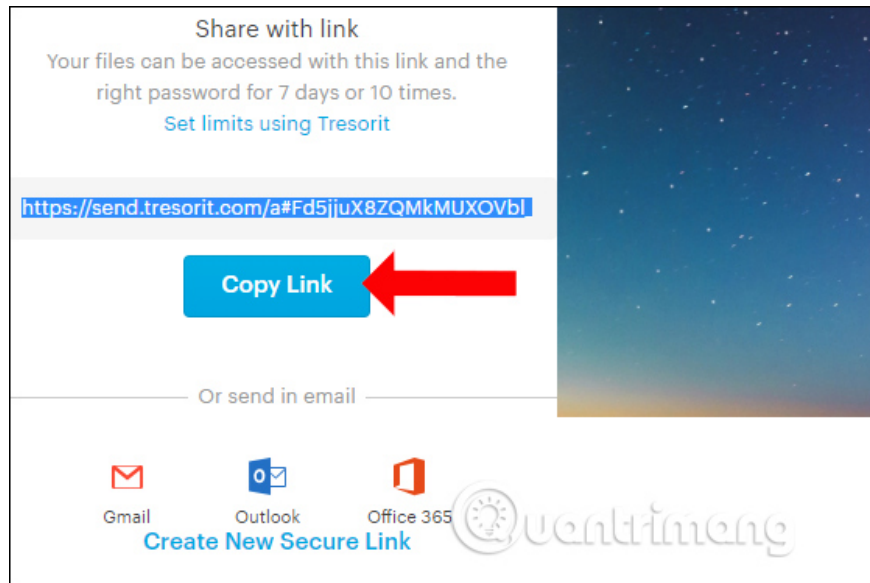 Share with link
Your files can be accessed with this link and the
right password for 7 days or 10 times.
Set limits using Tresorit
https://send.tresorit.com/a#Fd5jjuX8ZQMkMUXOVbl_
Copy Link
Or send in email
Gmail Outlook Office 365
Create New Secure Link
Quantrimang